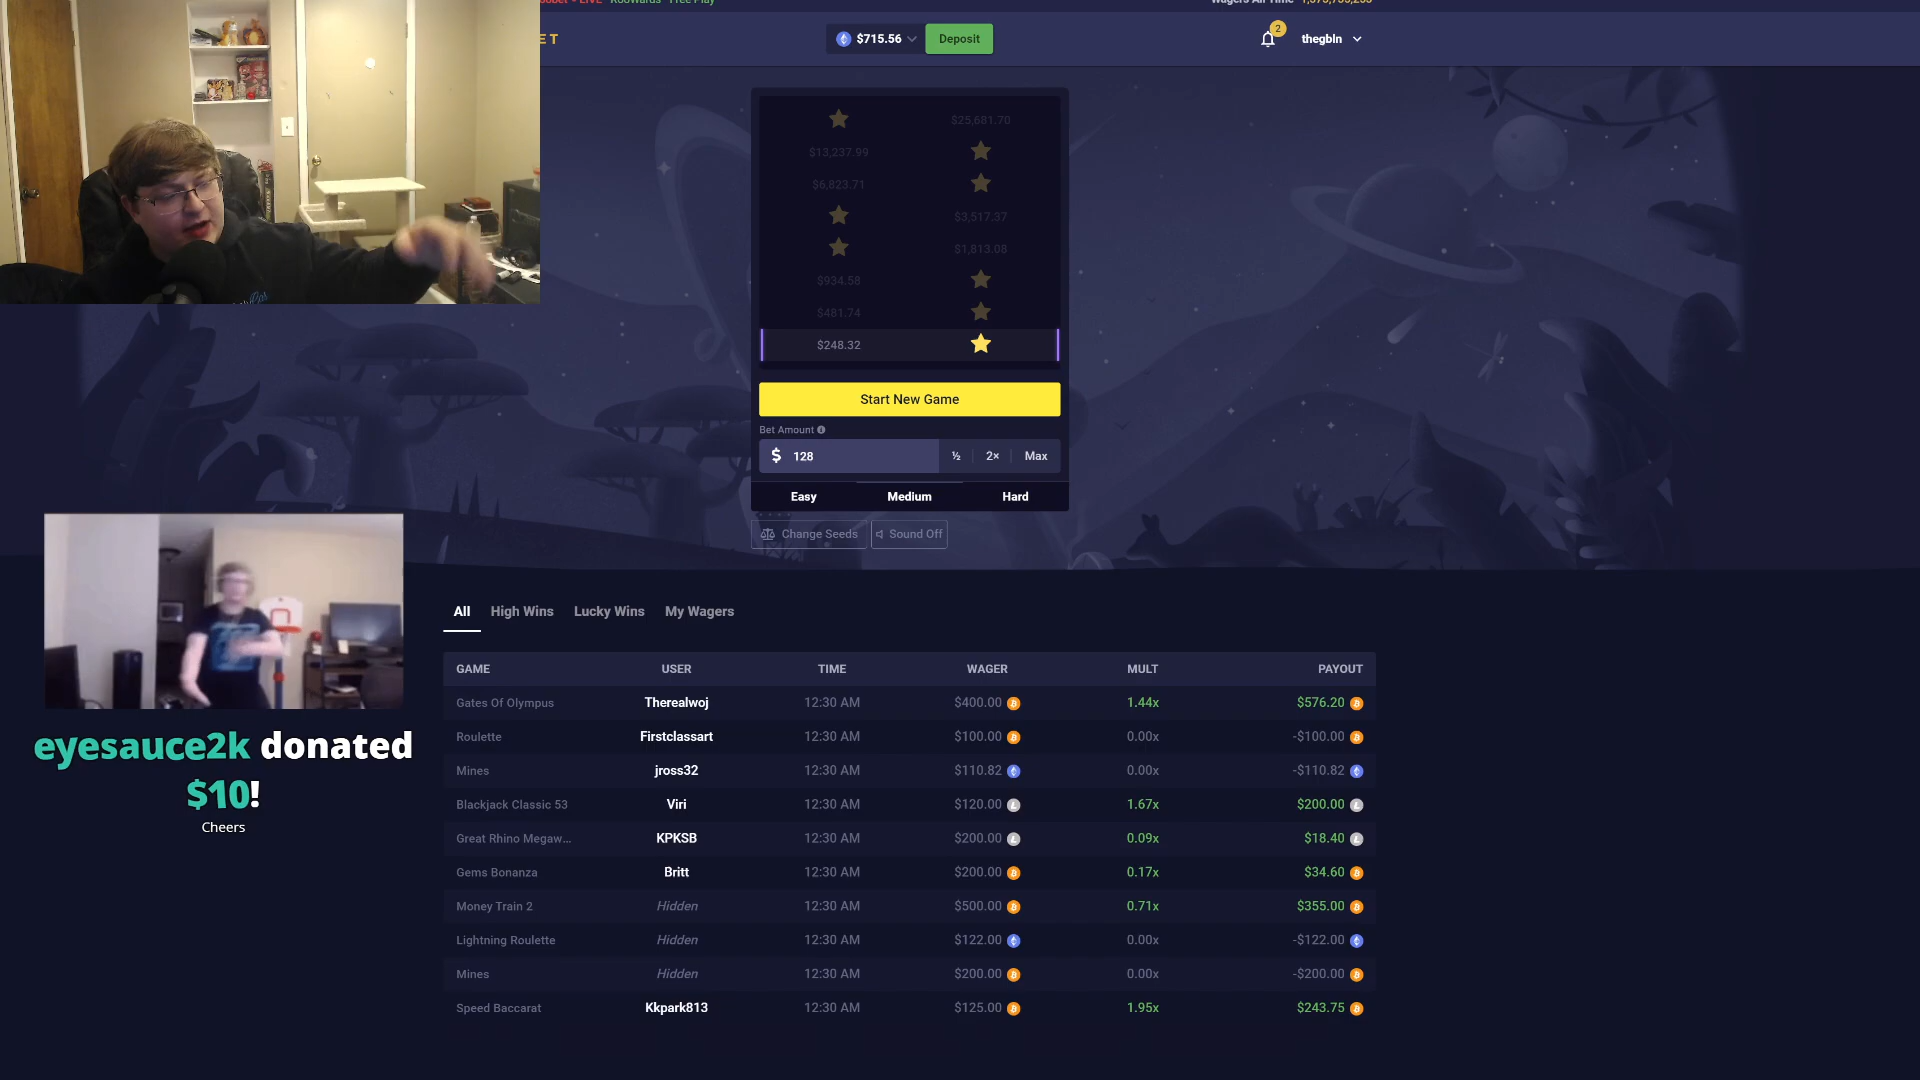 LIVE
Free Play
Wagers All Time
ET
$715.56
Deposit
2
thegbln
$25,681.70
$13,237.99
$6,823.71
$3,517.37
$1,813.08
$934.58
$481.74
$248.32
Start New Game
Bet Amount
$ 128 ½ 2× Max
Easy Medium Hard
Change Seeds Sound Off
eyesauce2k donated
$10!
Cheers
All High Wins Lucky Wins My Wagers
GAME USER TIME WAGER MULT PAYOUT
Gates Of Olympus Therealwoj 12:30 AM $400.00 1.44x $576.20
Roulette Firstclassart 12:30 AM $100.00 0.00x -$100.00
Mines jross32 12:30 AM $110.82 0.00x -$110.82
Blackjack Classic 53 Viri 12:30 AM $120.00 1.67x $200.00
Great Rhino Megaw... KPKSB 12:30 AM $200.00 0.09x $18.40
Gems Bonanza Britt 12:30 AM $200.00 0.17x $34.60
Money Train 2 Hidden 12:30 AM $500.00 0.71x $355.00
Lightning Roulette Hidden 12:30 AM $122.00 0.00x -$122.00
Mines Hidden 12:30 AM $200.00 0.00x -$200.00
Speed Baccarat Kkpark813 12:30 AM $125.00 1.95x $243.75